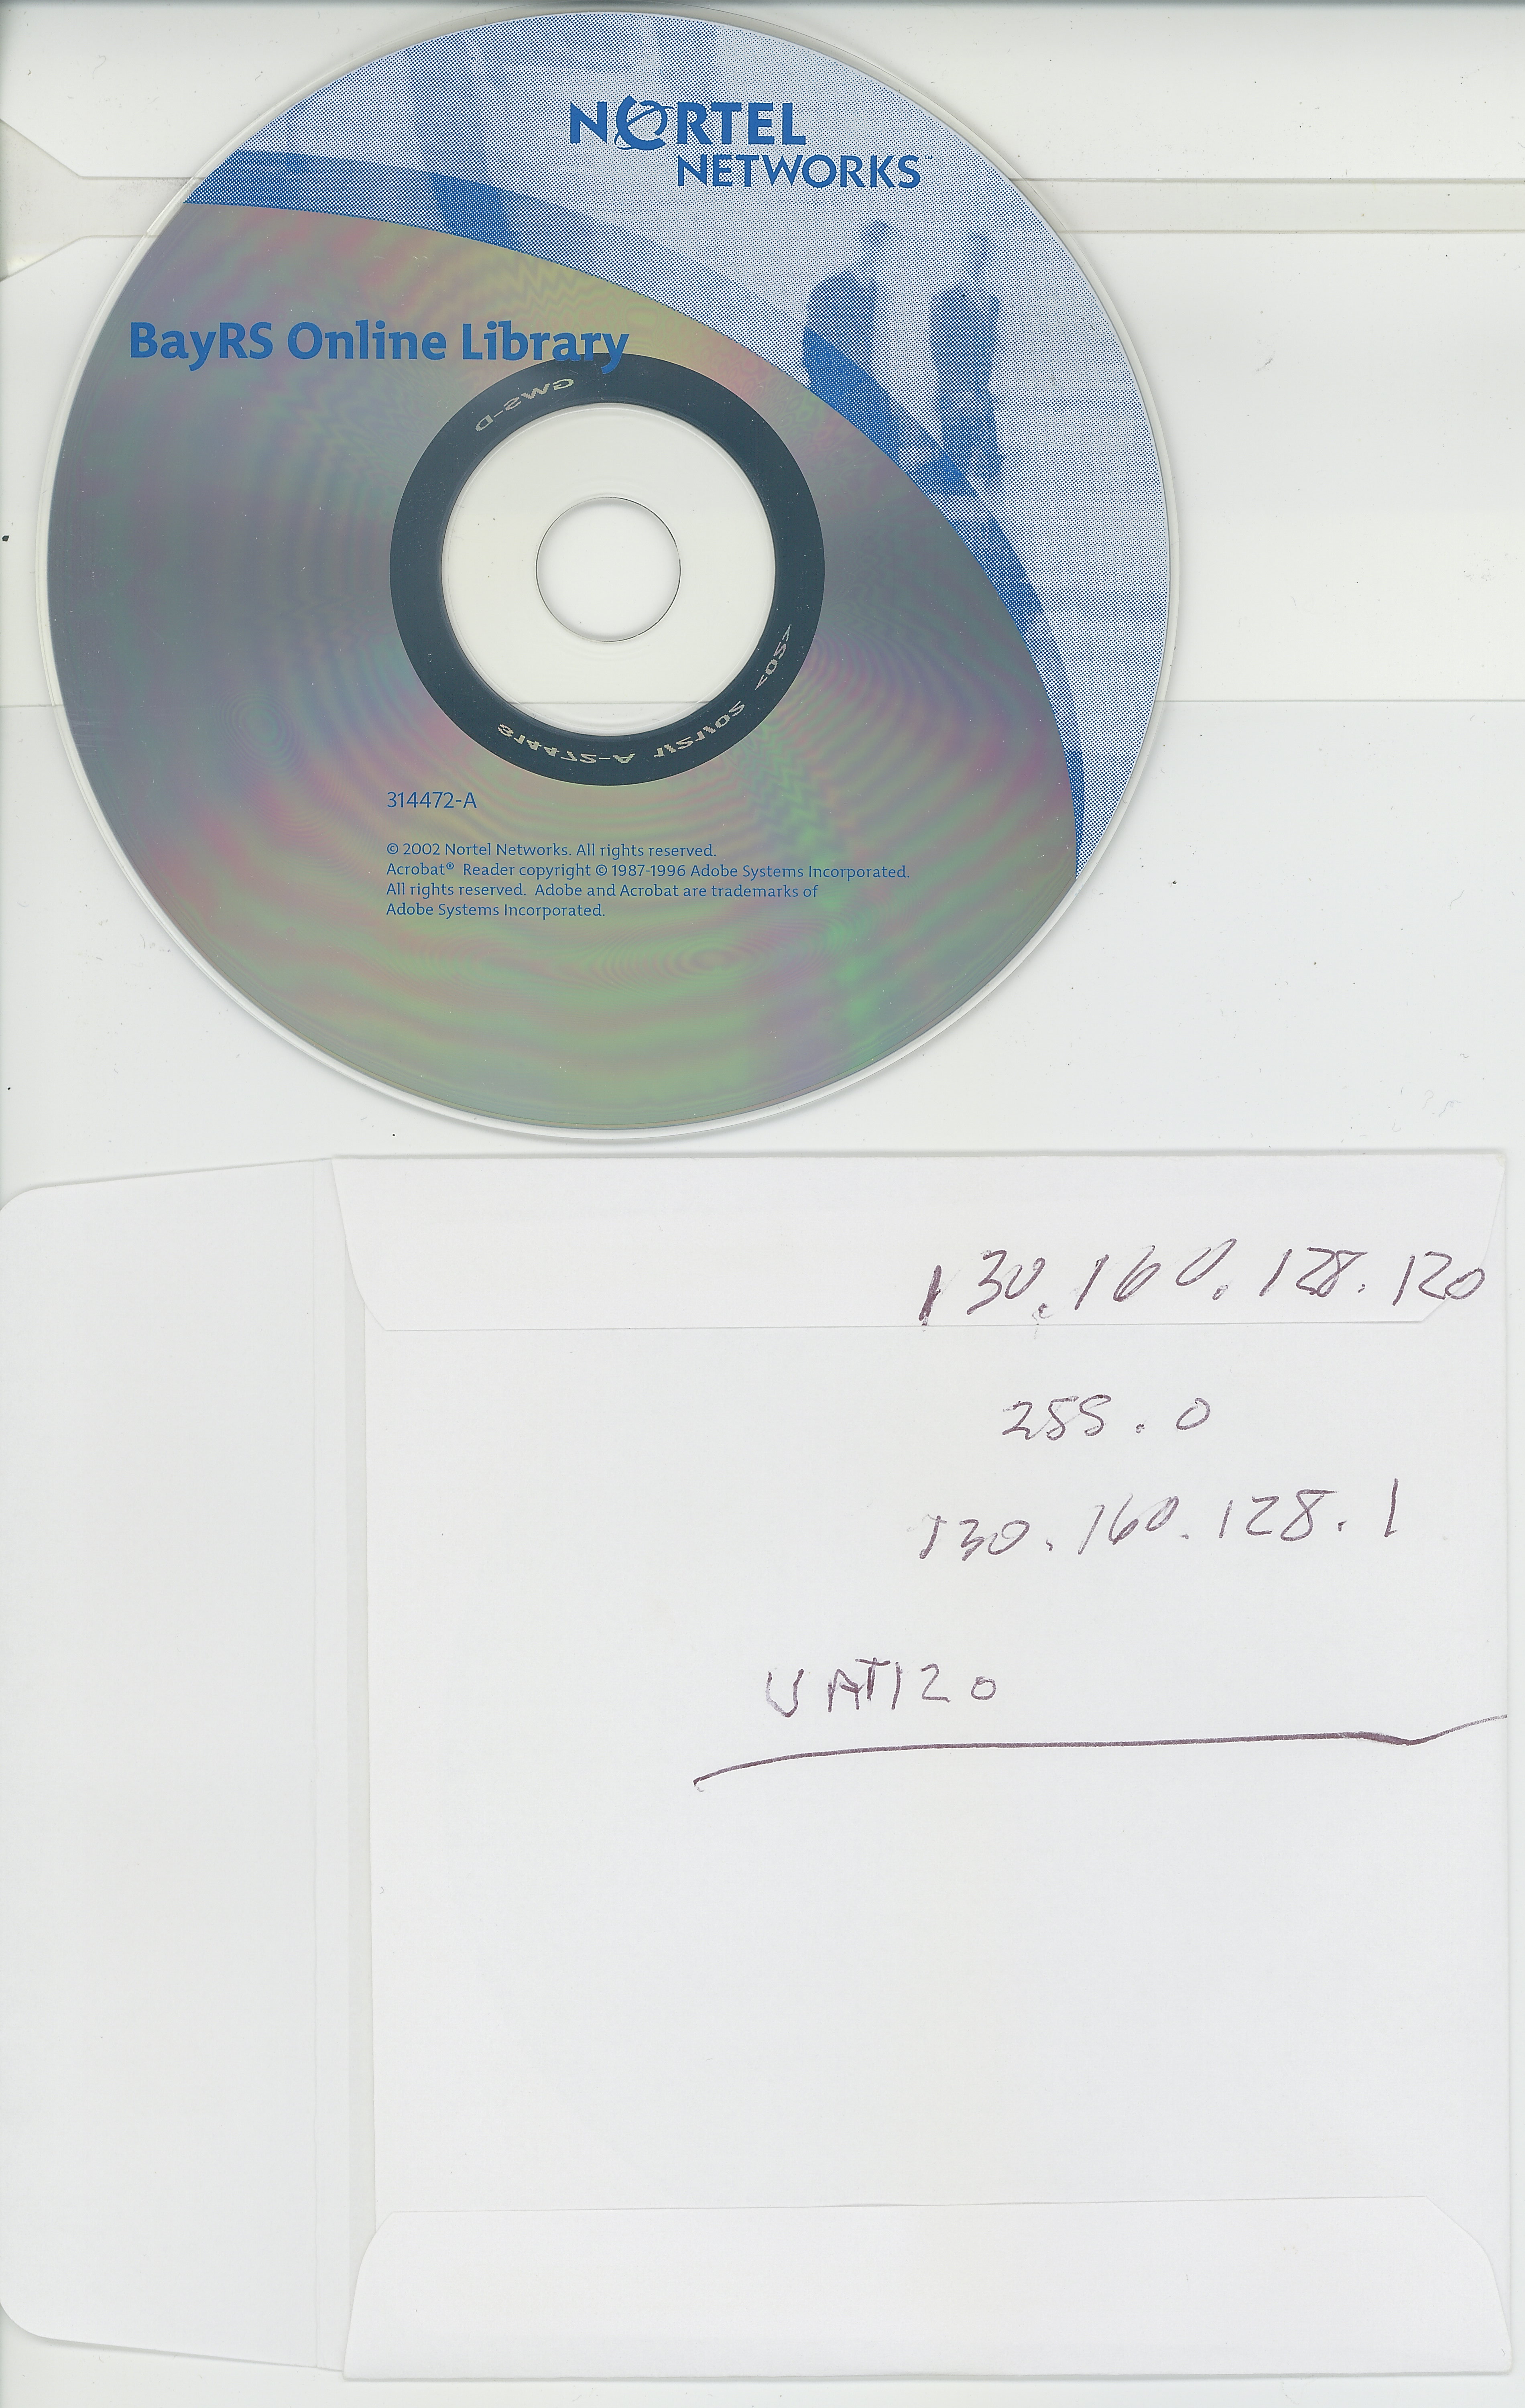 NORTEL
NETWORKS™
BayRS Online Library
GWS-D
314472-A
© 2002 Nortel Networks. All rights reserved.
Acrobat® Reader copyright © 1987-1996 Adobe Systems Incorporated.
All rights reserved. Adobe and Acrobat are trademarks of
Adobe Systems Incorporated.
130.160.128.120
255.0
130.160.128.1
UAT120